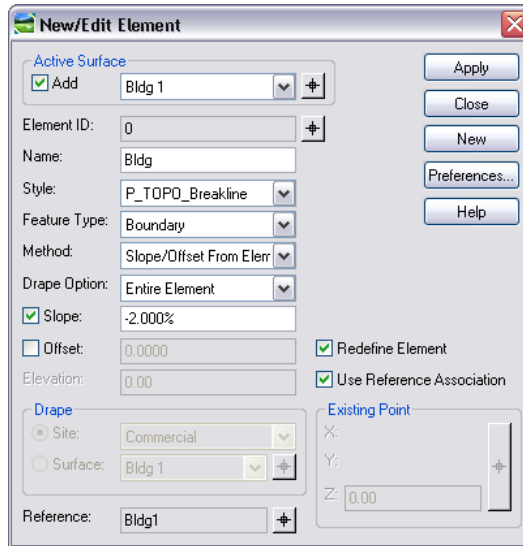 New/Edit Element
Active Surface
Add Bldg 1
Apply
Close
Element ID: 0
New
Name: Bldg
Preferences...
Style: P_TOPO_Breakline
Help
Feature Type: Boundary
Method: Slope/Offset From Elem
Drape Option: Entire Element
Slope: -2.000%
Offset: 0.0000
Redefine Element
Elevation: 0.00
Use Reference Association
Drape
Site: Commercial
Surface: Bldg 1
Existing Point
X:
Y:
Z: 0.00
Reference: Bldg1